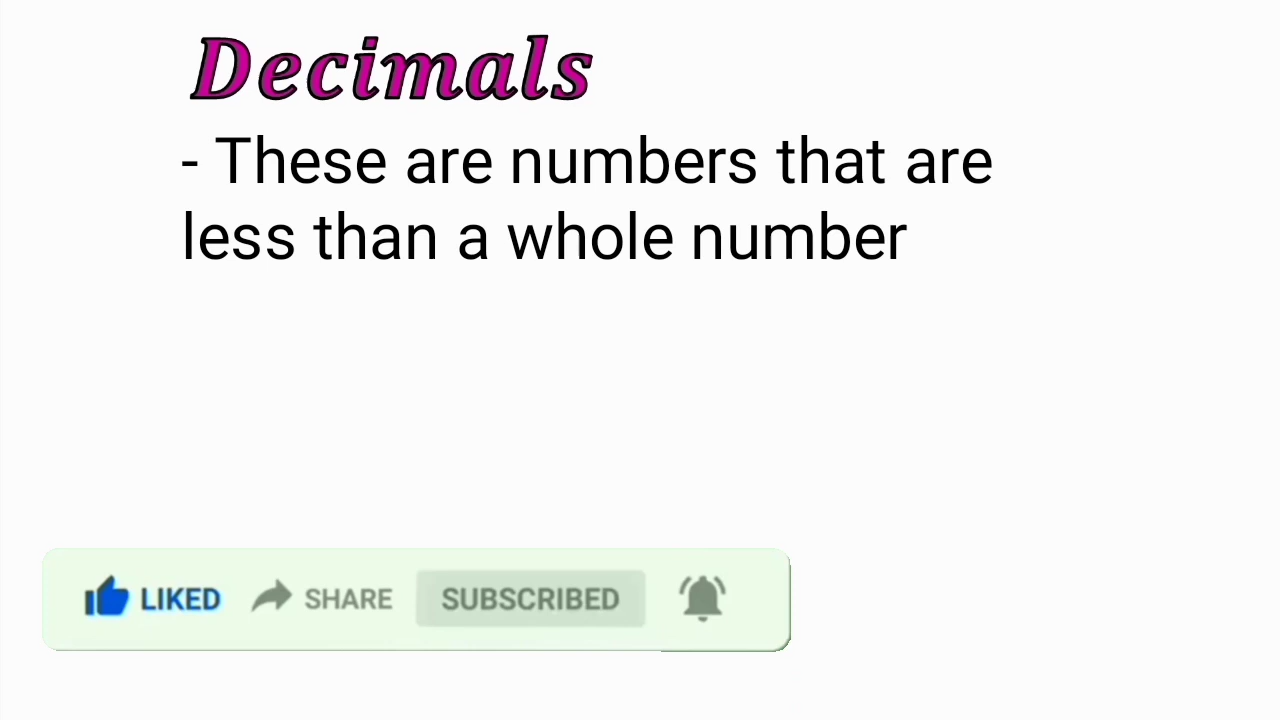 Decimals
- These are numbers that are
less than a whole number
LIKED SHARE SUBSCRIBED